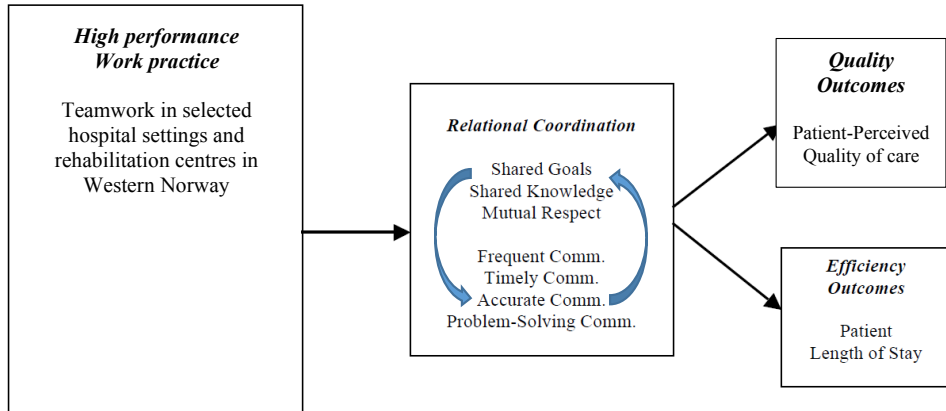 High performance
Work practice
Teamwork in selected
hospital settings and
rehabilitation centres in
Western Norway
Relational Coordination
Shared Goals
Shared Knowledge
Mutual Respect
Frequent Comm.
Timely Comm.
Accurate Comm.
Problem-Solving Comm.
Quality
Outcomes
Patient-Perceived
Quality of care
Efficiency
Outcomes
Patient
Length of Stay